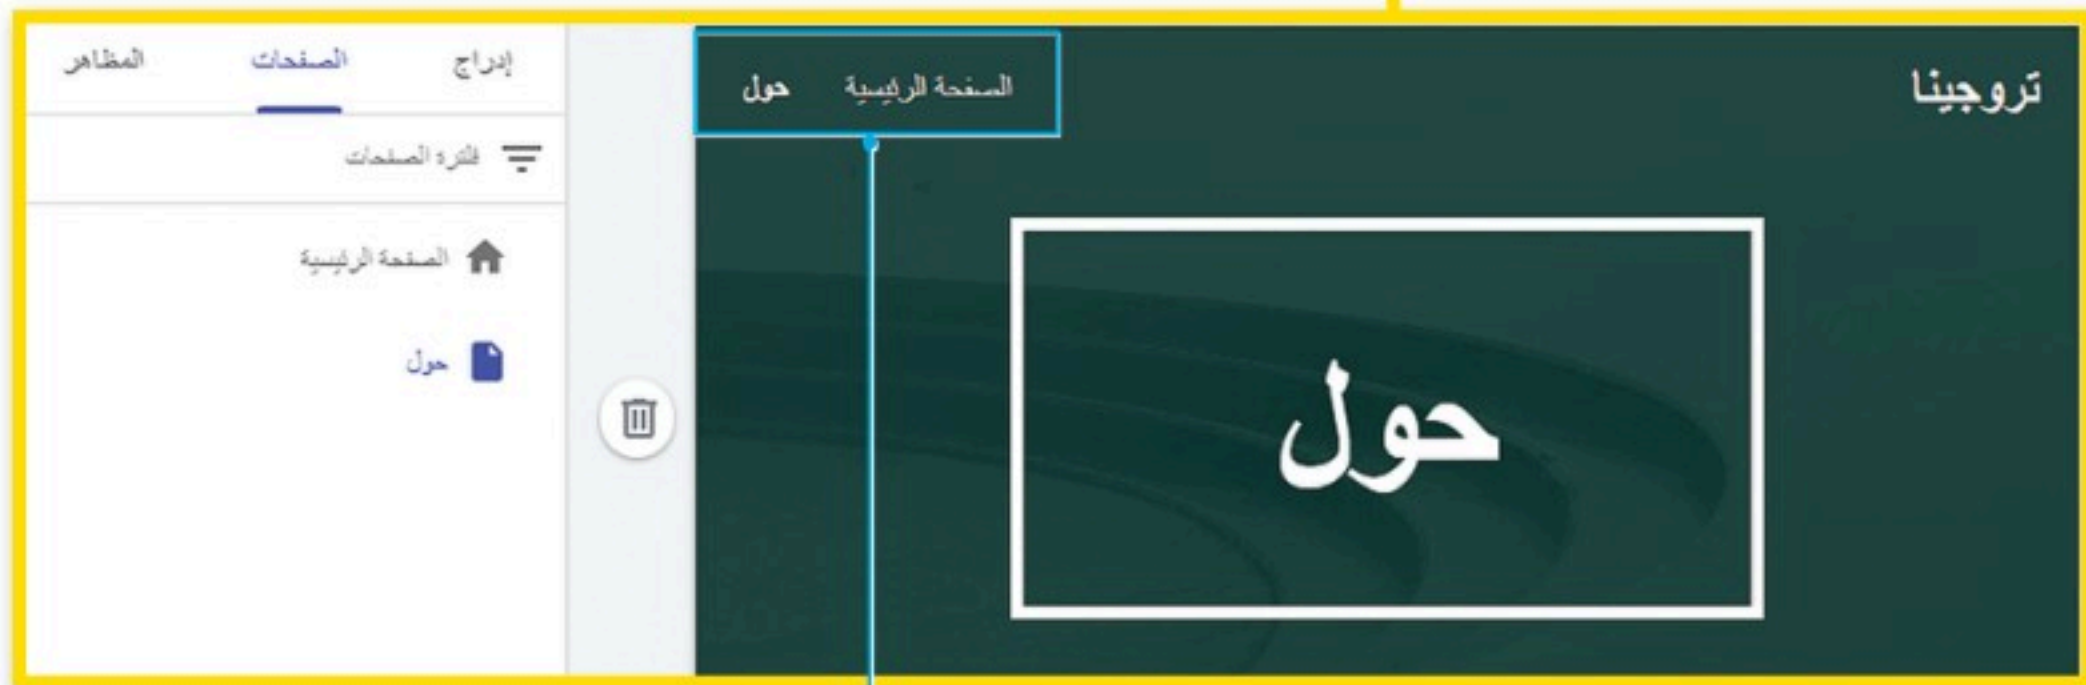 تروجينا
الصفحة الرئيسية حول
حول
إدراج الصفحات المظاهر
فلترة الصفحات
الصفحة الرئيسية
حول